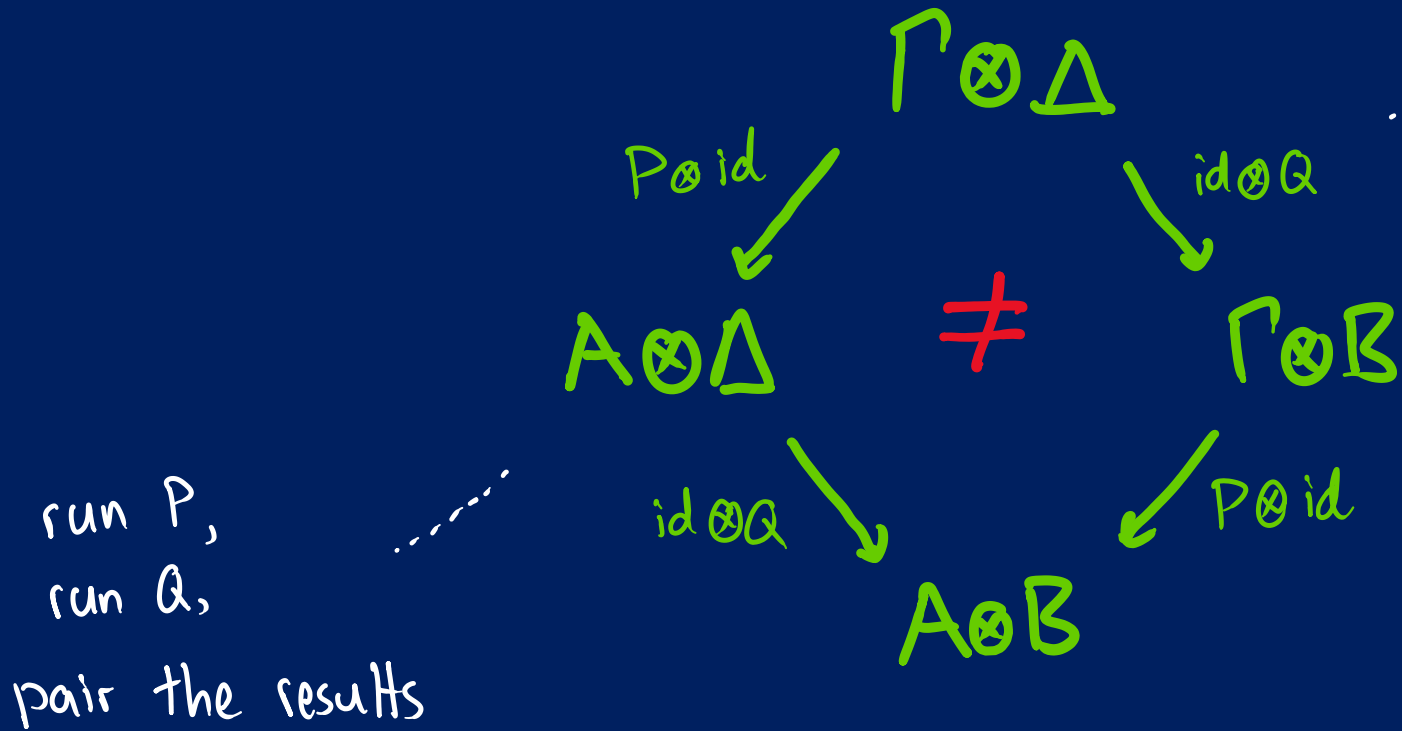 Γ⊗Δ
P⊗id
id⊗Q
A⊗Δ
≠
Γ⊗B
id⊗Q
P⊗id
A⊗B
run P,
run Q,
pair the results